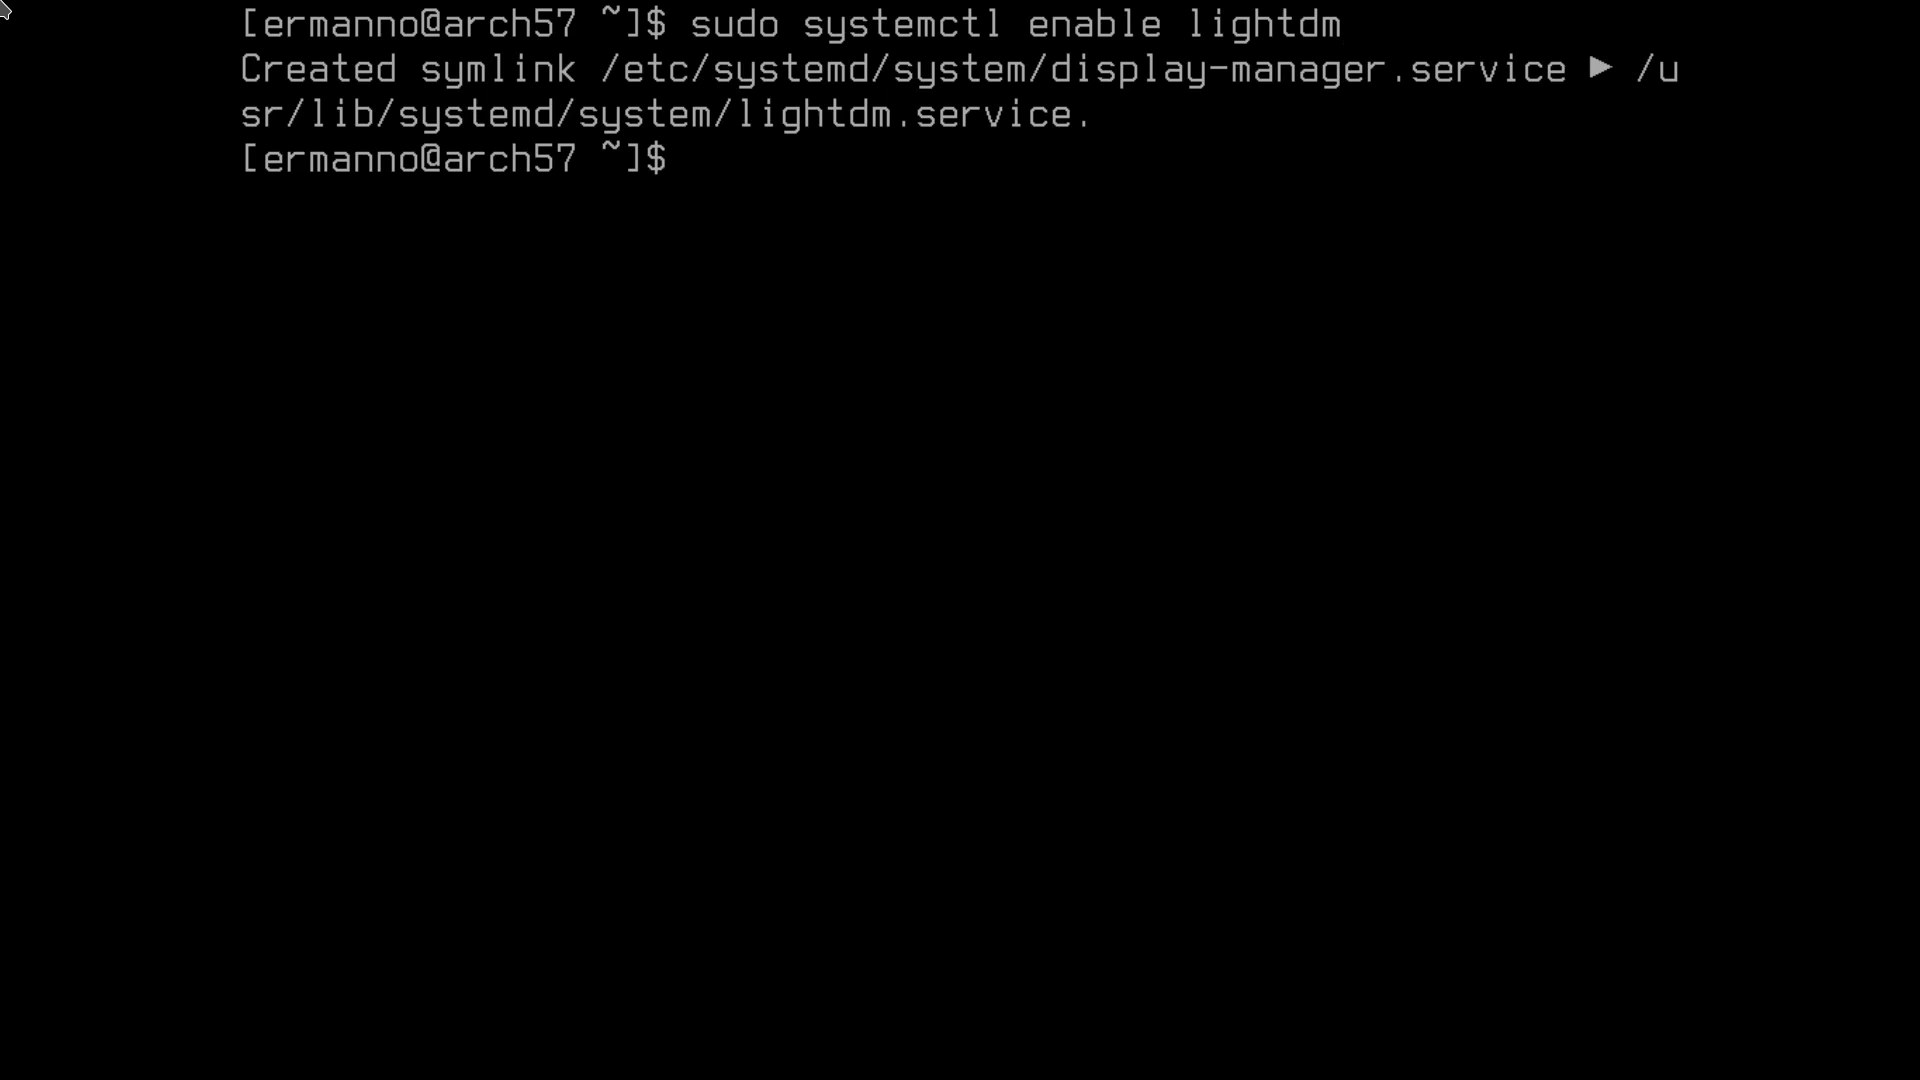 [ermanno@arch57 ~]$ sudo systemctl enable lightdm
Created symlink /etc/systemd/system/display-manager.service ► /u
sr/lib/systemd/system/lightdm.service.
[ermanno@arch57 ~]$